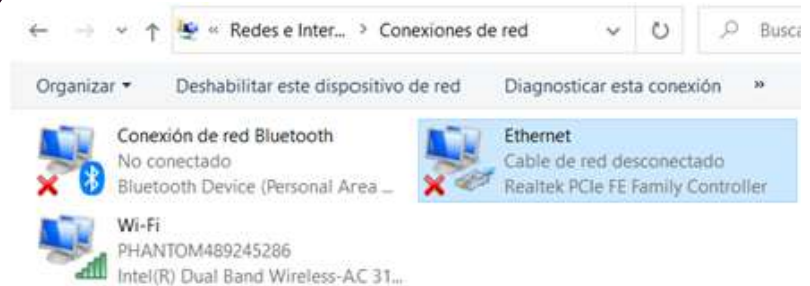 « Redes e Inter... > Conexiones de red
Busca
Organizar Deshabilitar este dispositivo de red Diagnosticar esta conexión »
Conexión de red Bluetooth
No conectado
Bluetooth Device (Personal Area ...
Ethernet
Cable de red desconectado
Realtek PCIe FE Family Controller
Wi-Fi
PHANTOM489245286
Intel(R) Dual Band Wireless-AC 31...